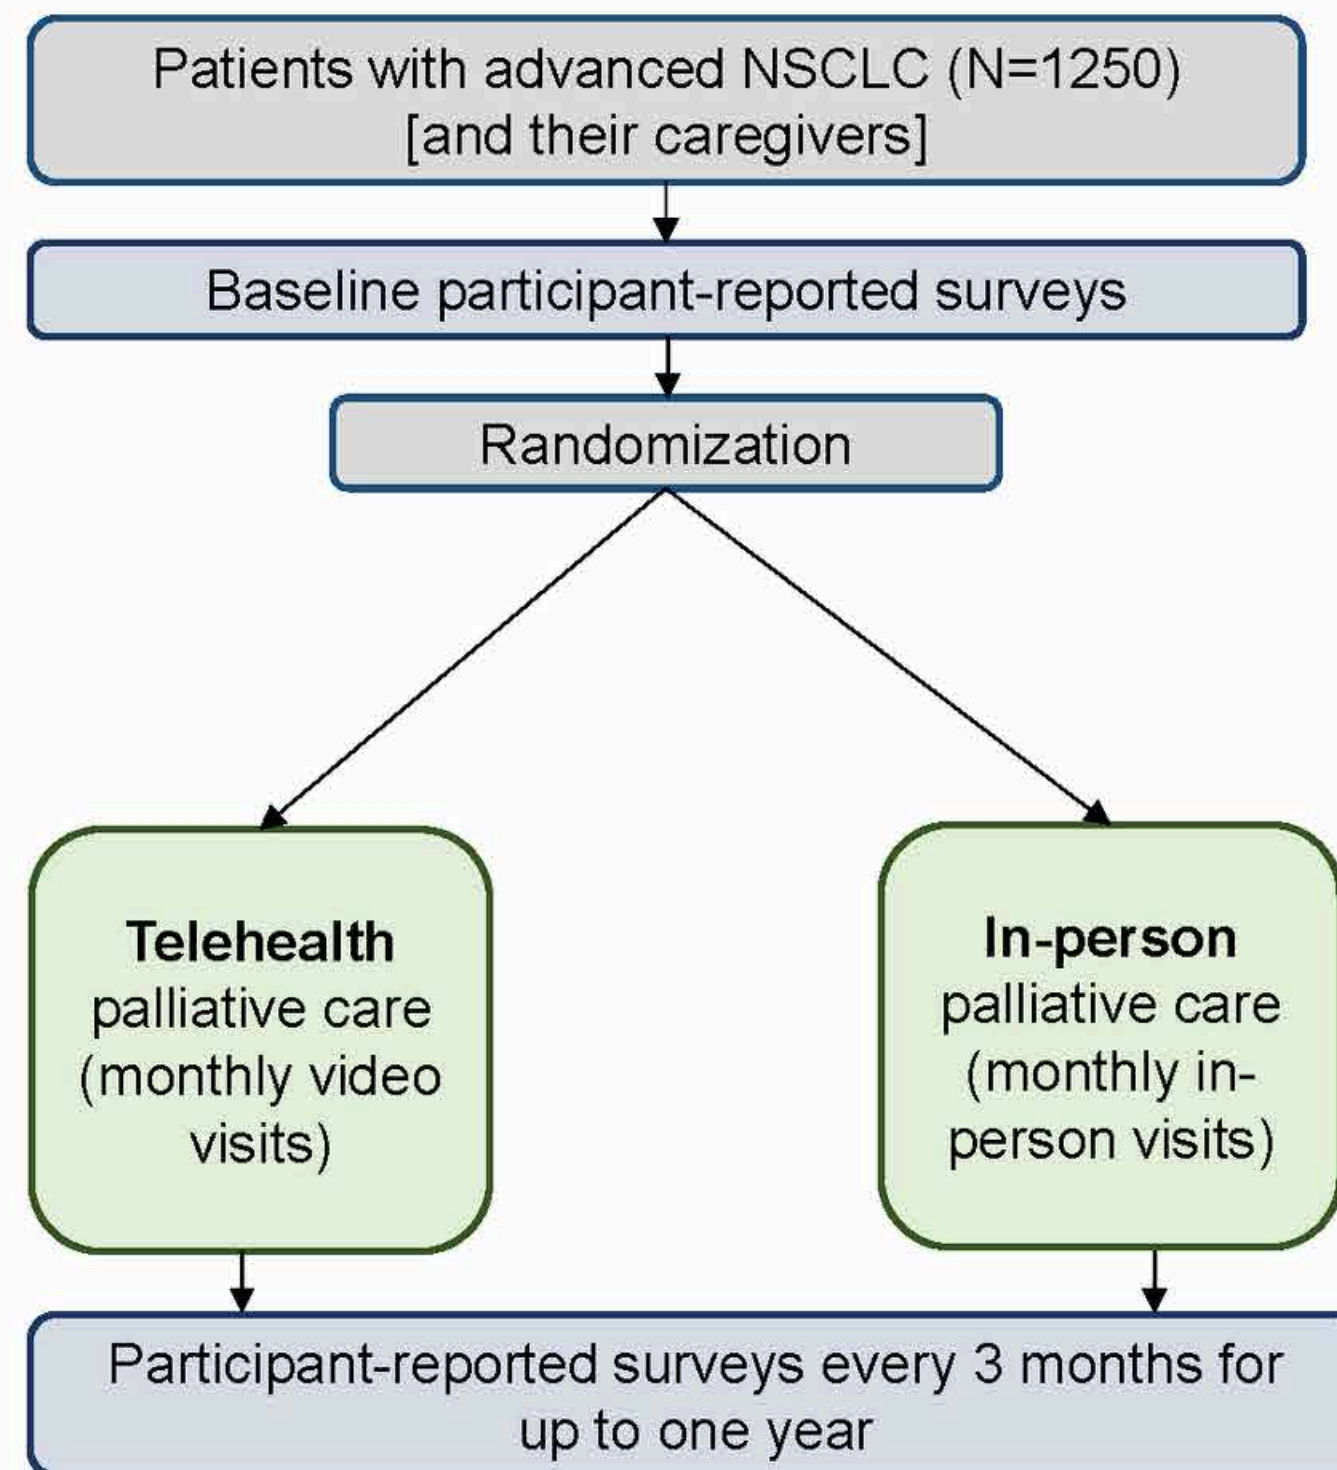 Patients with advanced NSCLC (N=1250)
[and their caregivers]
Baseline participant-reported surveys
Randomization
Telehealth
palliative care
(monthly video
visits)
In-person
palliative care
(monthly in-
person visits)
Participant-reported surveys every 3 months for
up to one year